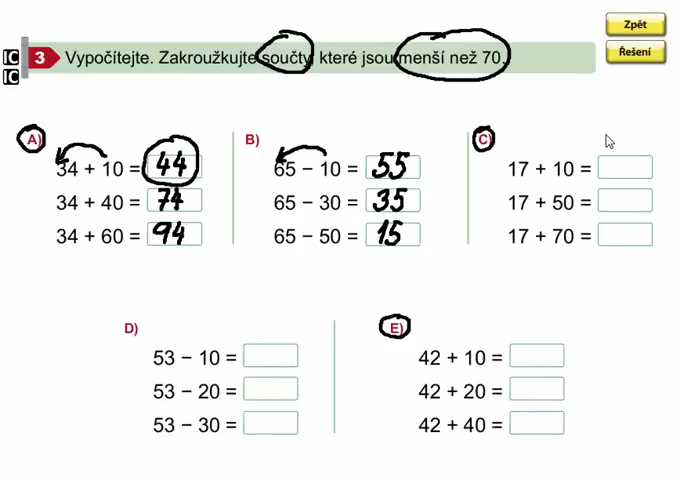 Zpět
3 Vypočítejte. Zakroužkujte součty, které jsou menší než 70.
Řešení
IC
IC
A)
34 + 10 = 44
34 + 40 = 74
34 + 60 = 94
B)
65 − 10 = 55
65 − 30 = 35
65 − 50 = 15
C)
17 + 10 =
17 + 50 =
17 + 70 =
D)
53 − 10 =
53 − 20 =
53 − 30 =
E)
42 + 10 =
42 + 20 =
42 + 40 =